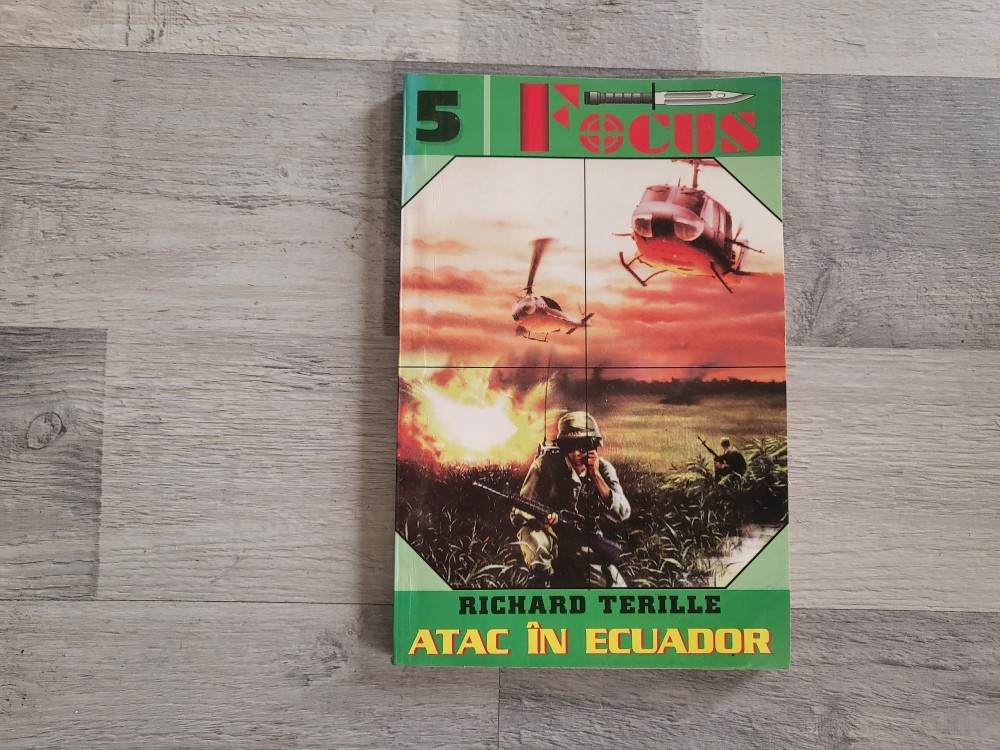 5 FOCUS
RICHARD TERILLE
ATAC ÎN ECUADOR